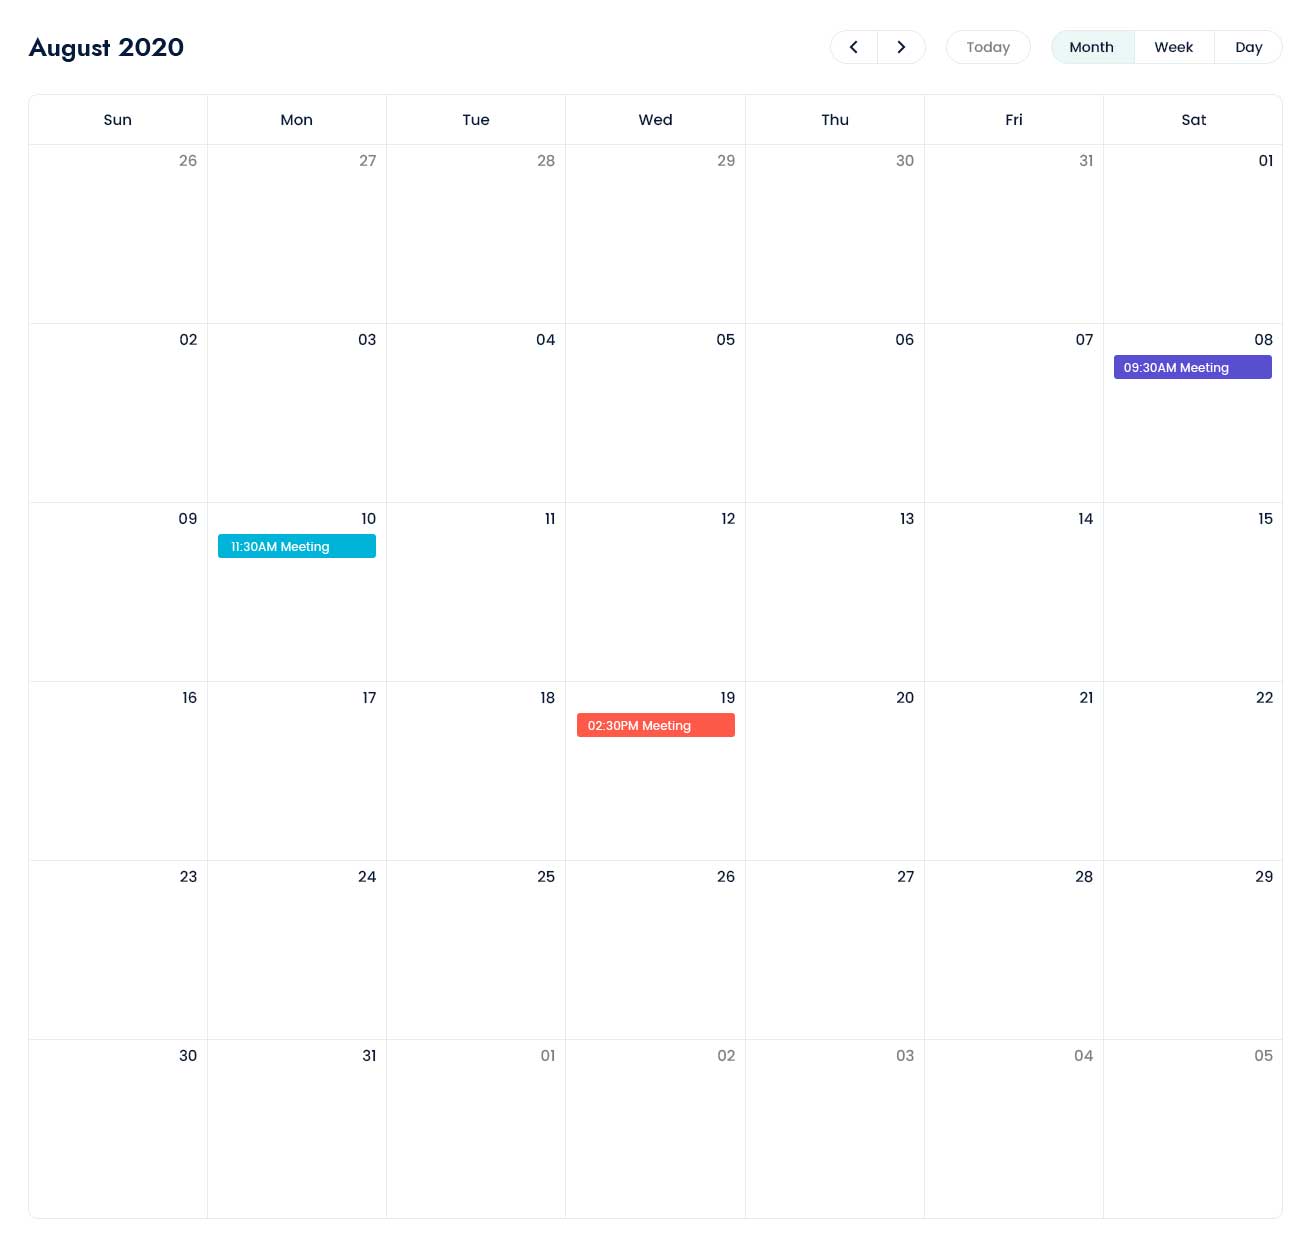 August 2020 Today Month Week Day
Sun Mon Tue Wed Thu Fri Sat
26 27 28 29 30 31 01
02 03 04 05 06 07 08
09:30AM Meeting
09 10 11 12 13 14 15
11:30AM Meeting
16 17 18 19 20 21 22
02:30PM Meeting
23 24 25 26 27 28 29
30 31 01 02 03 04 05